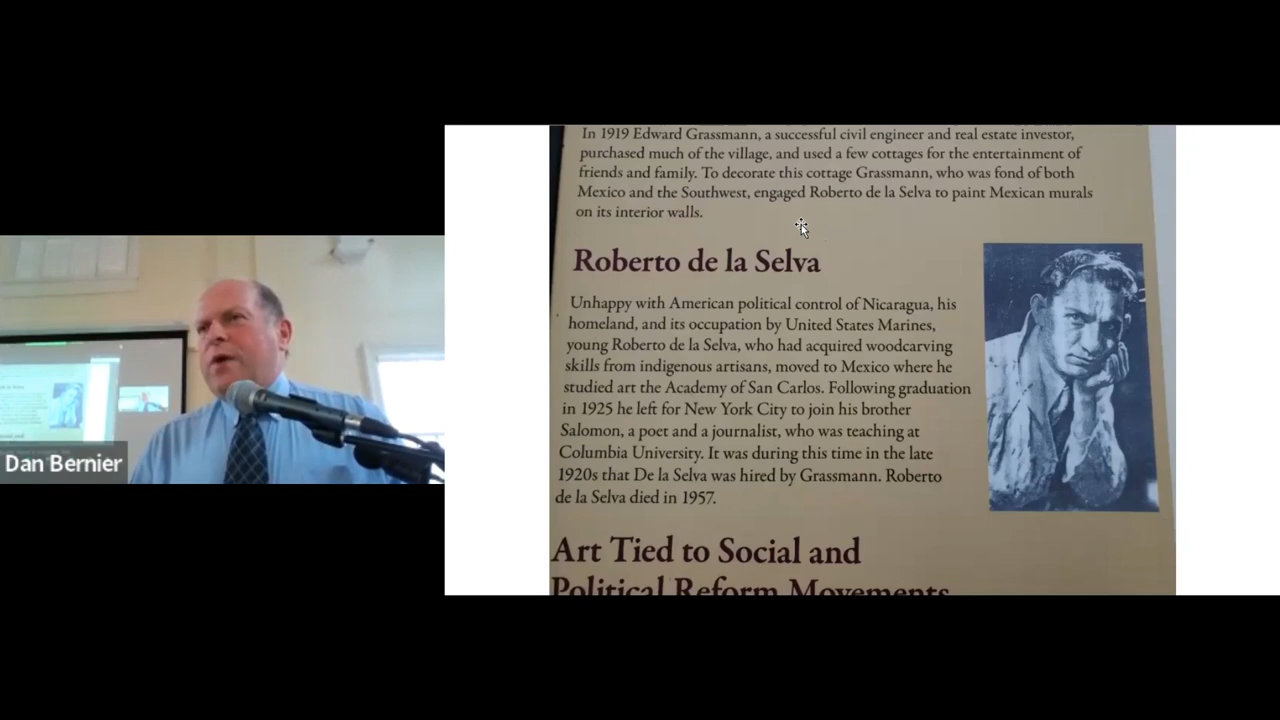 Dan Bernier
In 1919 Edward Grassmann, a successful civil engineer and real estate investor,
purchased much of the village, and used a few cottages for the entertainment of
friends and family. To decorate this cottage Grassmann, who was fond of both
Mexico and the Southwest, engaged Roberto de la Selva to paint Mexican murals
on its interior walls.
Roberto de la Selva
Unhappy with American political control of Nicaragua, his
homeland, and its occupation by United States Marines,
young Roberto de la Selva, who had acquired woodcarving
skills from indigenous artisans, moved to Mexico where he
studied art the Academy of San Carlos. Following graduation
in 1925 he left for New York City to join his brother
Salomon, a poet and a journalist, who was teaching at
Columbia University. It was during this time in the late
1920s that De la Selva was hired by Grassmann. Roberto
de la Selva died in 1957.
Art Tied to Social and
Political Reform Movements